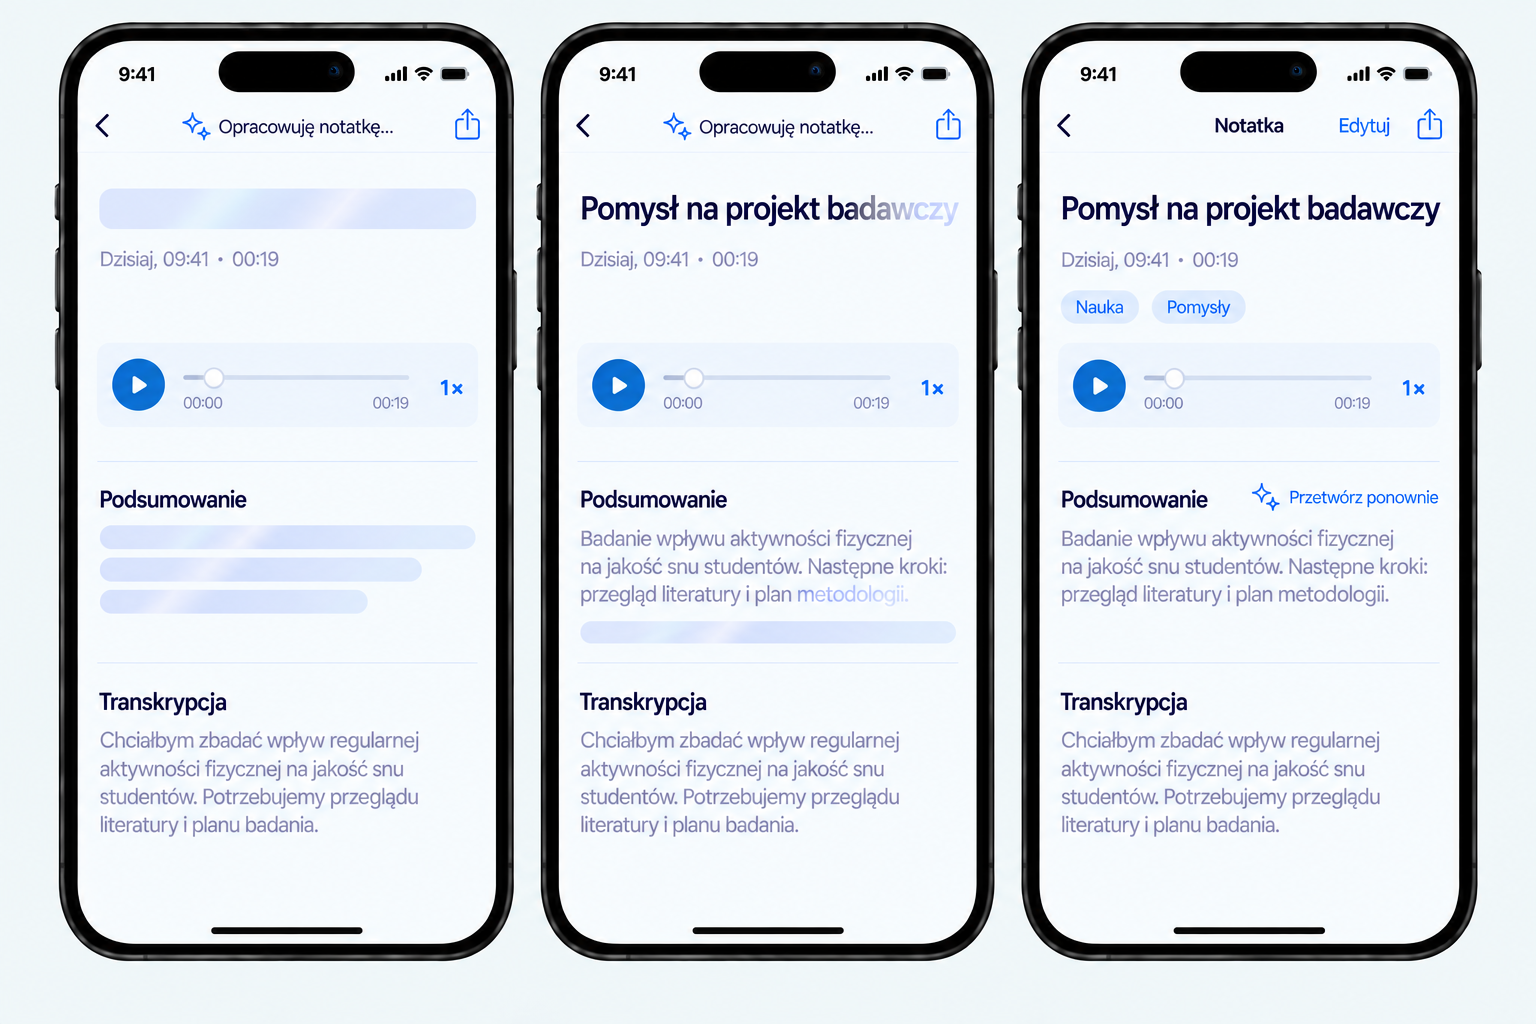 9:41
Opracowuję notatkę...
Dzisiaj, 09:41 • 00:19
00:00 00:19
1×
Podsumowanie
Transkrypcja
Chciałbym zbadać wpływ regularnej
aktywności fizycznej na jakość snu
studentów. Potrzebujemy przeglądu
literatury i planu badania.
9:41
Opracowuję notatkę...
Pomysł na projekt badawczy
Dzisiaj, 09:41 • 00:19
00:00 00:19
1×
Podsumowanie
Badanie wpływu aktywności fizycznej
na jakość snu studentów. Następne kroki:
przegląd literatury i plan metodologii.
Transkrypcja
Chciałbym zbadać wpływ regularnej
aktywności fizycznej na jakość snu
studentów. Potrzebujemy przeglądu
literatury i planu badania.
9:41
Notatka Edytuj
Pomysł na projekt badawczy
Dzisiaj, 09:41 • 00:19
Nauka Pomysły
00:00 00:19
1×
Podsumowanie Przetwórz ponownie
Badanie wpływu aktywności fizycznej
na jakość snu studentów. Następne kroki:
przegląd literatury i plan metodologii.
Transkrypcja
Chciałbym zbadać wpływ regularnej
aktywności fizycznej na jakość snu
studentów. Potrzebujemy przeglądu
literatury i planu badania.